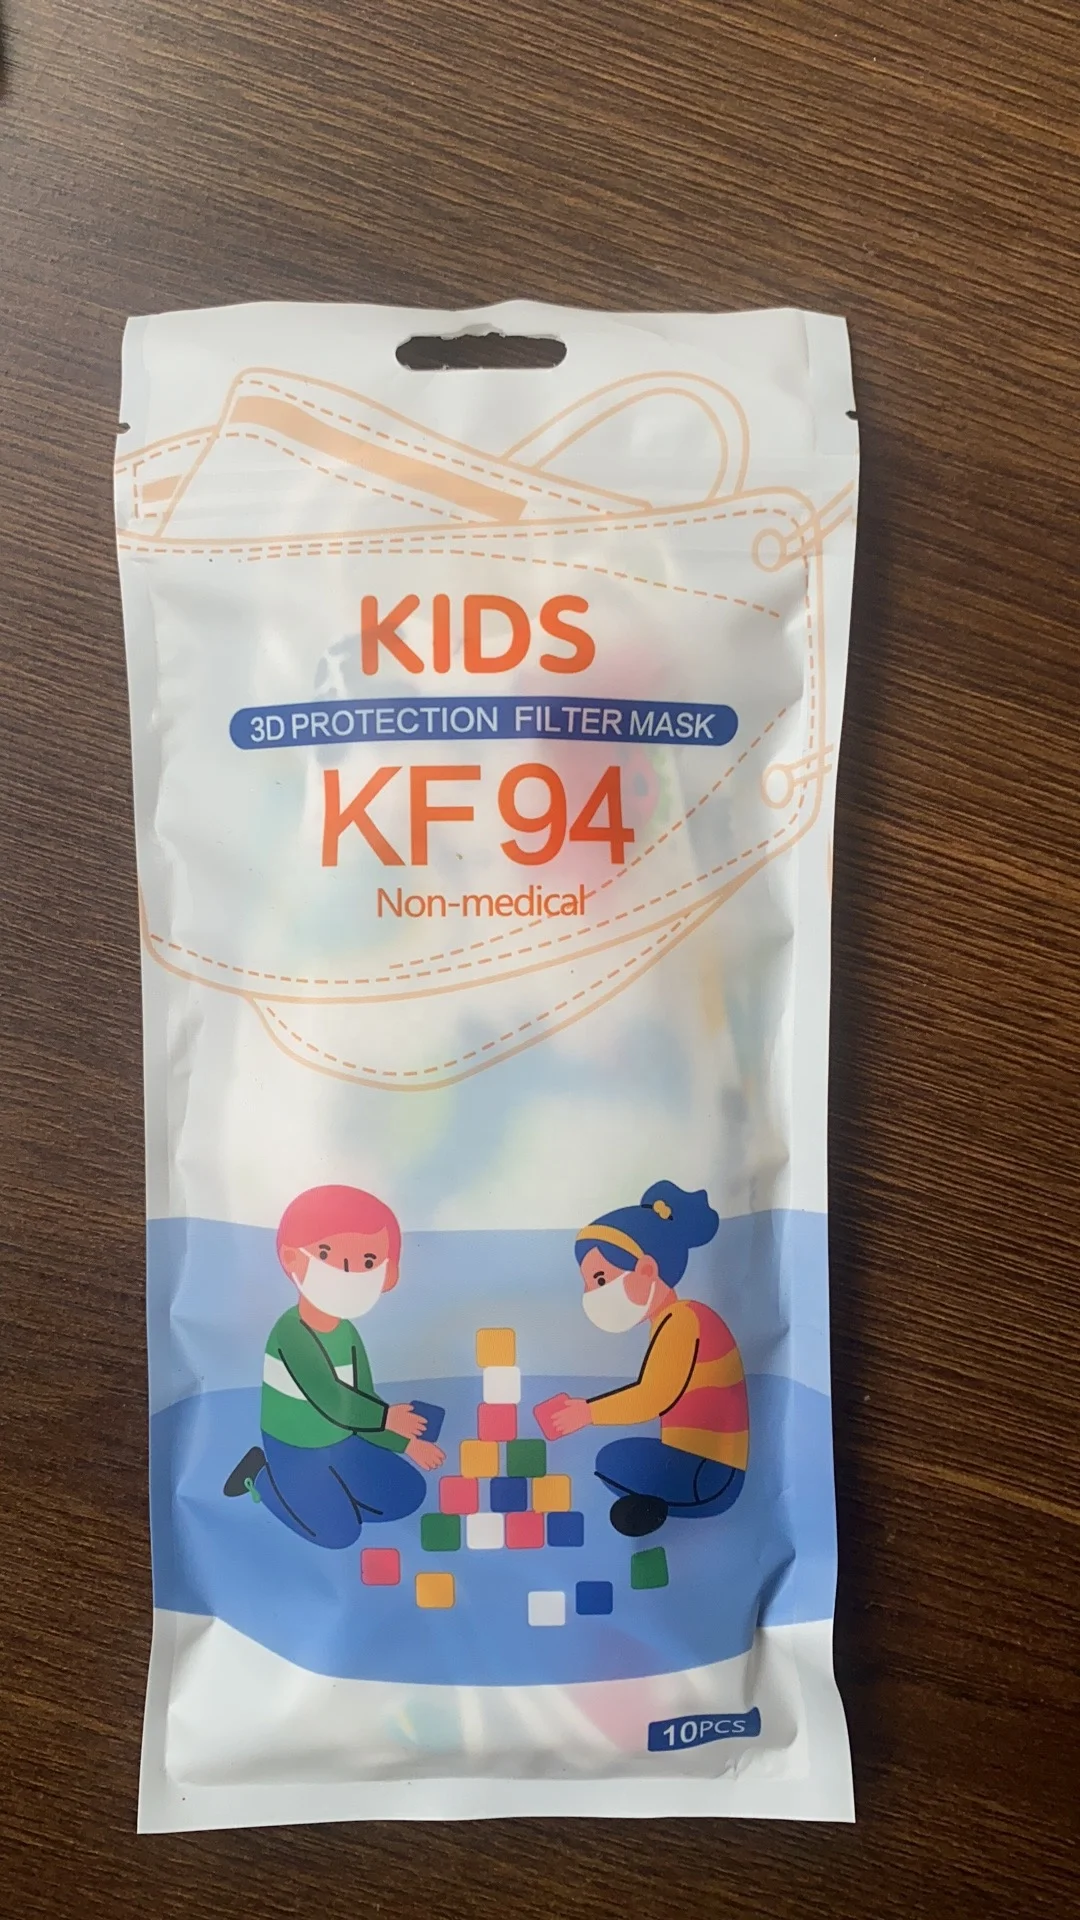 KIDS
3D PROTECTION FILTER MASK
KF94
Non-medical
10PCS